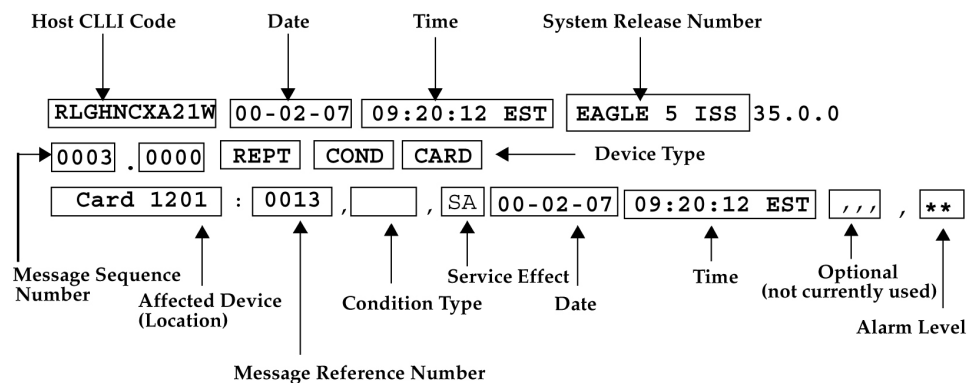 Host CLLI Code Date Time System Release Number
RLGHNCXA21W 00-02-07 09:20:12 EST EAGLE 5 ISS 35.0.0
0003 . 0000 REPT COND CARD Device Type
Card 1201 : 0013 , , SA 00-02-07 09:20:12 EST ,,, , **
Message Sequence
Number
Affected Device
(Location)
Condition Type
Service Effect
Date
Time
Optional
(not currently used)
Alarm Level
Message Reference Number